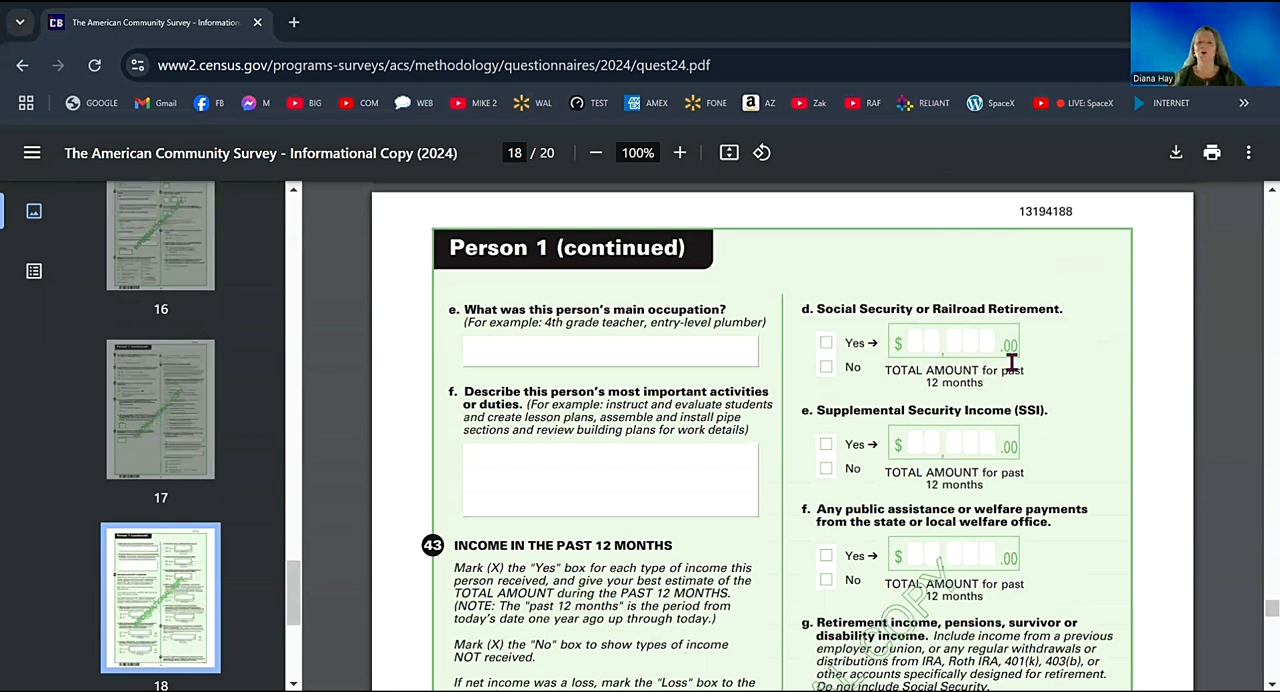 CB The American Community Survey - Information
www2.census.gov/programs-surveys/acs/methodology/questionnaires/2024/quest24.pdf
Diana Hay
GOOGLE Gmail FB M BIG COM WEB MIKE 2 WAL TEST AMEX FONE AZ Zak RAF RELIANT SpaceX LIVE: SpaceX INTERNET
The American Community Survey - Informational Copy (2024) 18 / 20 100%
16
17
18
13194188
Person 1 (continued)
e. What was this person's main occupation?
(For example: 4th grade teacher, entry-level plumber)
f. Describe this person's most important activities
or duties. (For example: instruct and evaluate students
and create lesson plans, assemble and install pipe
sections and review building plans for work details)
43 INCOME IN THE PAST 12 MONTHS
Mark (X) the "Yes" box for each type of income this
person received, and give your best estimate of the
TOTAL AMOUNT during the PAST 12 MONTHS.
(NOTE: The "past 12 months" is the period from
today's date one year ago up through today.)
Mark (X) the "No" box to show types of income
NOT received.
If net income was a loss, mark the "Loss" box to the
d. Social Security or Railroad Retirement.
Yes → $ , .00
No TOTAL AMOUNT for past
12 months
e. Supplemental Security Income (SSI).
Yes → $ , .00
No TOTAL AMOUNT for past
12 months
f. Any public assistance or welfare payments
from the state or local welfare office.
Yes → $ , .00
No TOTAL AMOUNT for past
12 months
g. Retirement income, pensions, survivor or
disability income. Include income from a previous
employer or union, or any regular withdrawals or
distributions from IRA, Roth IRA, 401(k), 403(b), or
other accounts specifically designed for retirement.
Do not include Social Security.
COPY